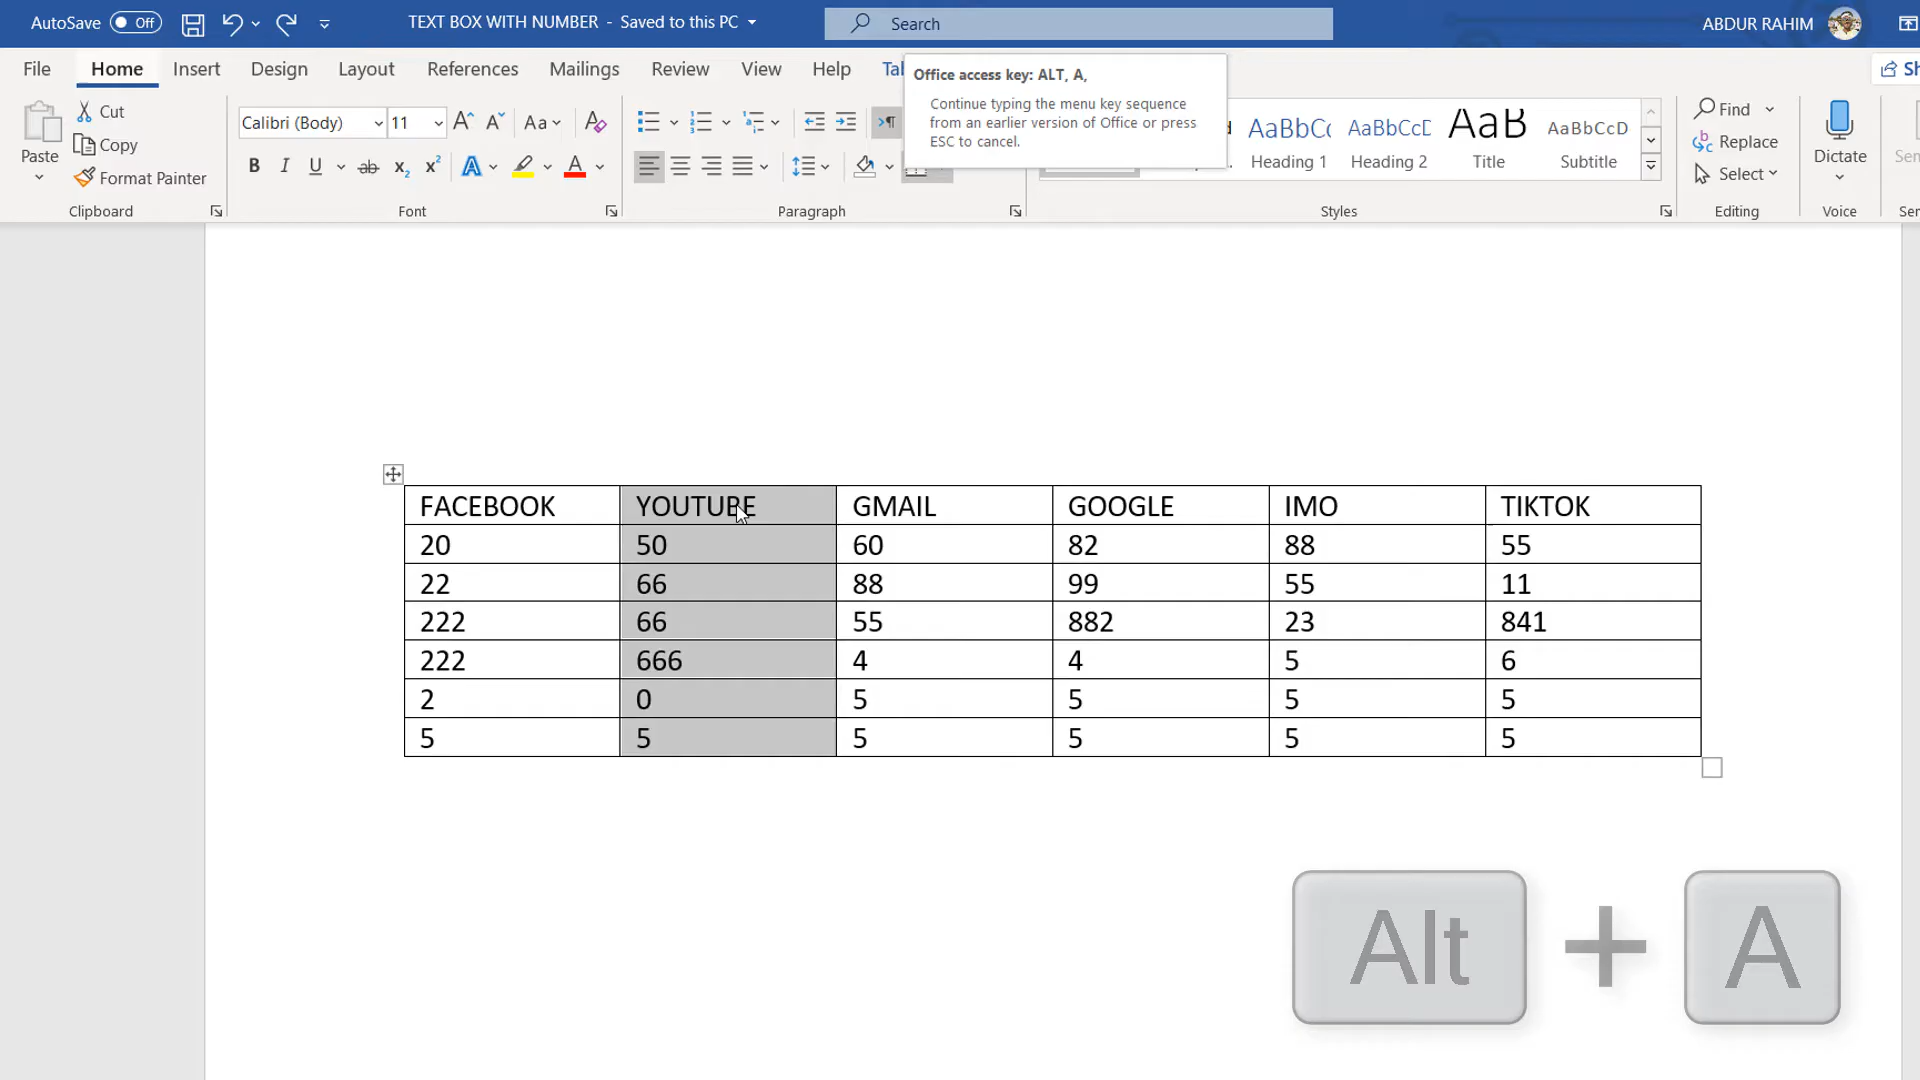 AutoSave Off TEXT BOX WITH NUMBER - Saved to this PC Search ABDUR RAHIM
File Home Insert Design Layout References Mailings Review View Help
Office access key: ALT, A,
Continue typing the menu key sequence
from an earlier version of Office or press
ESC to cancel.
Paste Cut
Copy
Format Painter
Calibri (Body) 11 Aa
B I U ab x₂ x² A A
AaBbCc AaBbCcD AaB AaBbCcD
Heading 1 Heading 2 Title Subtitle
Find
Replace
Select
Dictate
Clipboard Font Paragraph Styles Editing Voice
FACEBOOK YOUTUBE GMAIL GOOGLE IMO TIKTOK
20 50 60 82 88 55
22 66 88 99 55 11
222 66 55 882 23 841
222 666 4 4 5 6
2 0 5 5 5 5
5 5 5 5 5 5
Alt + A